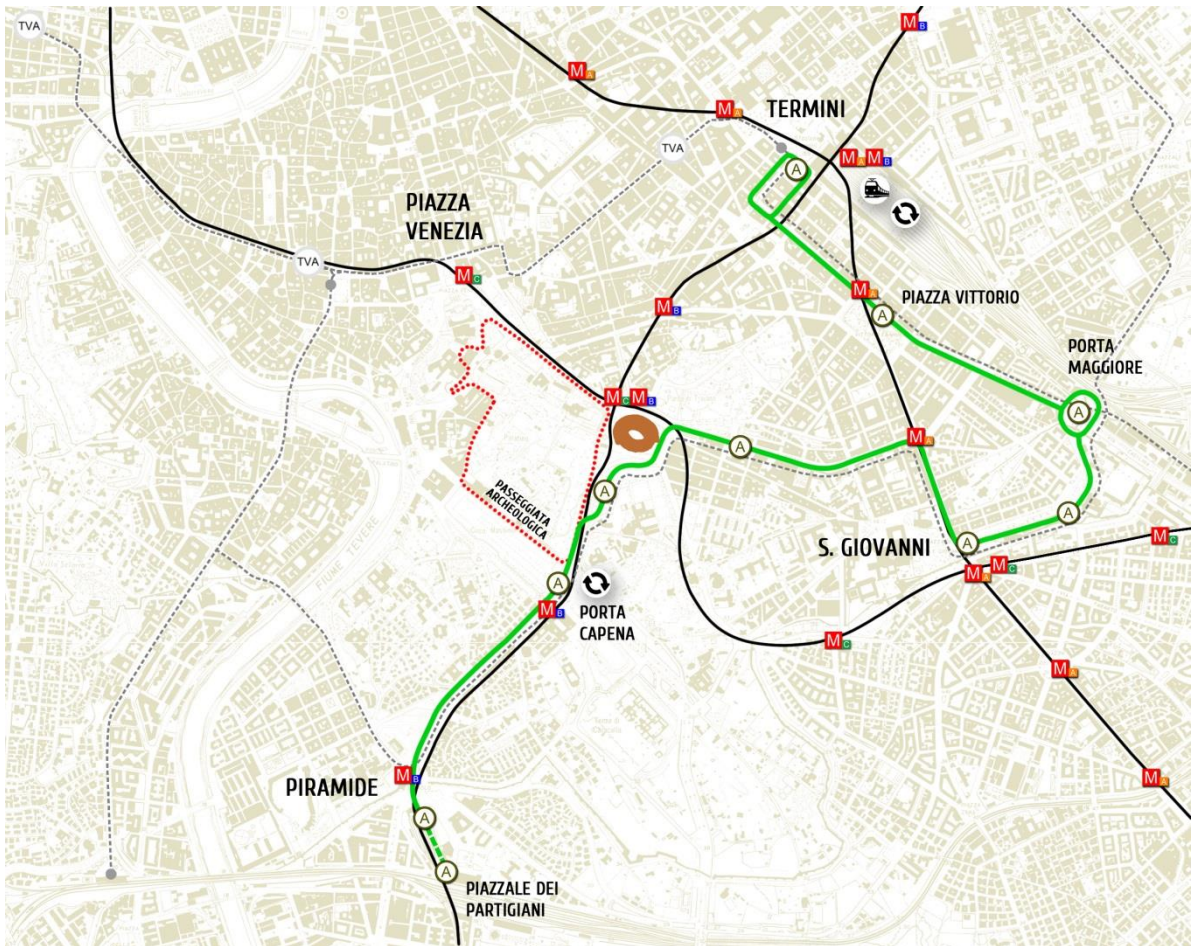 TVA
M B
M A
M A
TERMINI
TVA
M A M B
A
PIAZZA
VENEZIA
TVA
M C
M B
M A
PIAZZA VITTORIO
A
PORTA
MAGGIORE
A
M C M B
M A
A
PASSEGGIATA
ARCHEOLOGICA
A
A
S. GIOVANNI
A
M C
M A
M C
A
M B
PORTA
CAPENA
M C
M A
PIRAMIDE
M B
M A
A
A
PIAZZALE DEI
PARTIGIANI